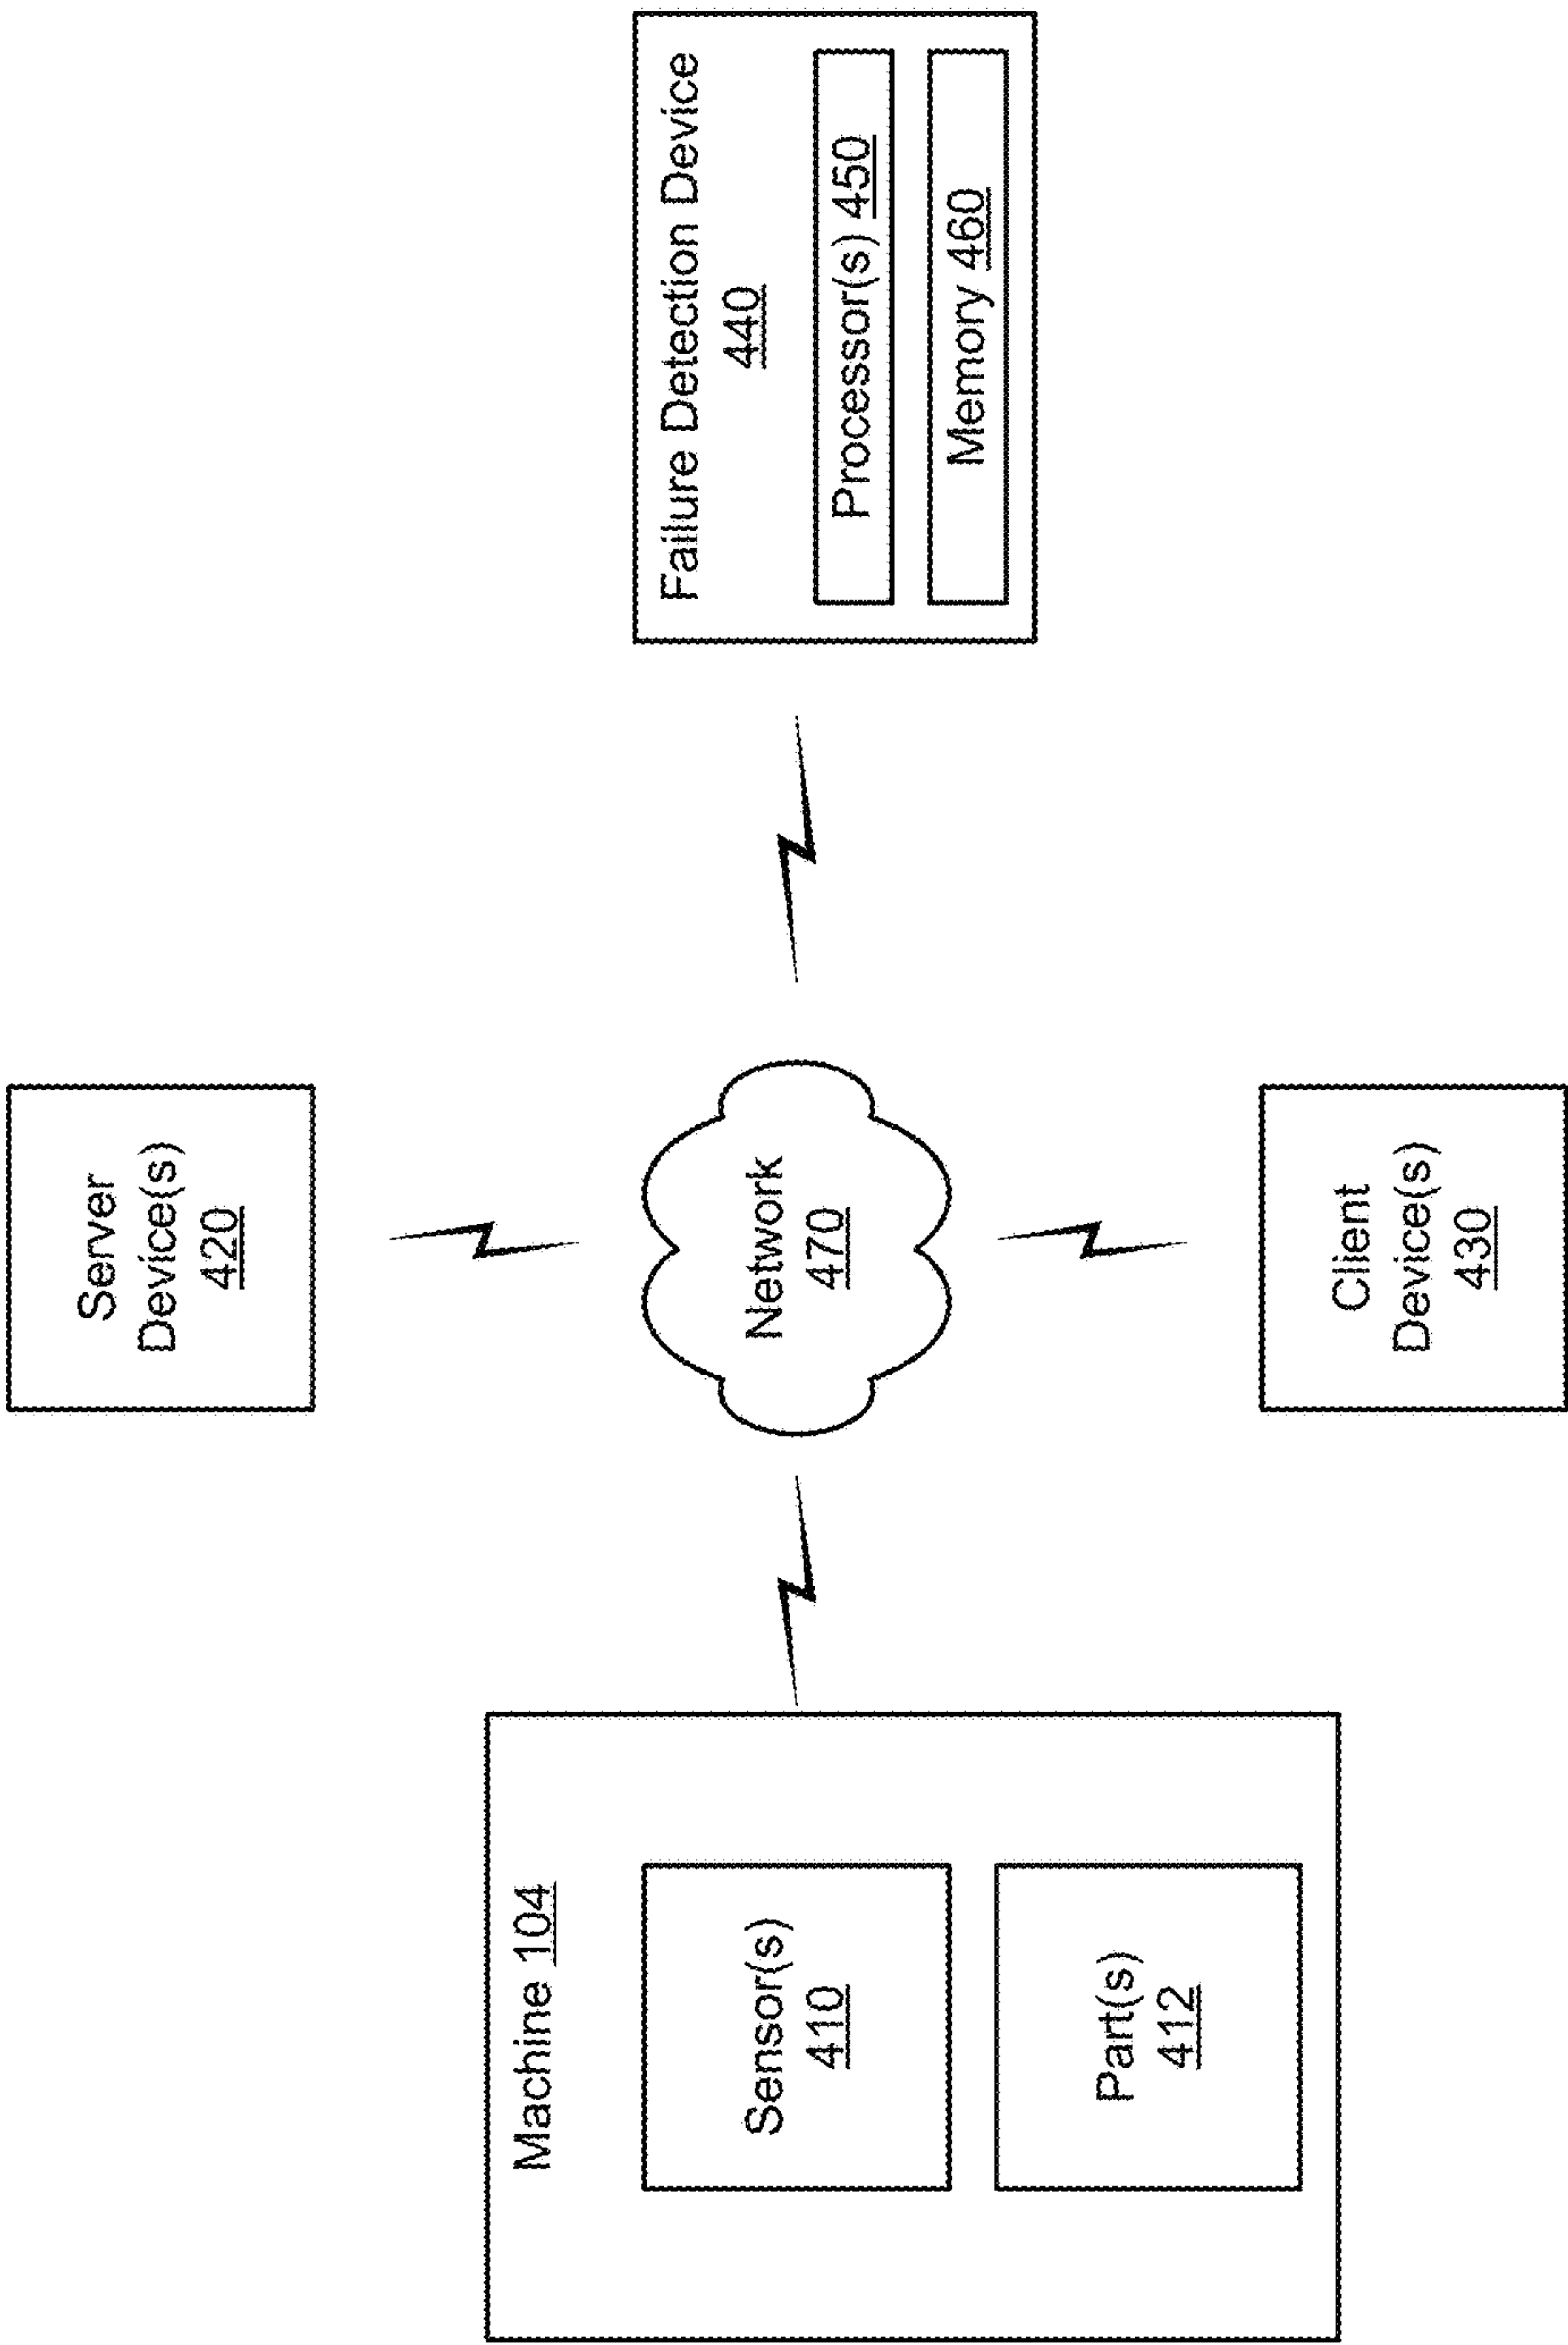 Server
Device(s)
420
Machine 104
Sensor(s)
410
Part(s)
412
Network
470
Failure Detection Device
440
Processor(s) 450
Memory 460
Client
Device(s)
430